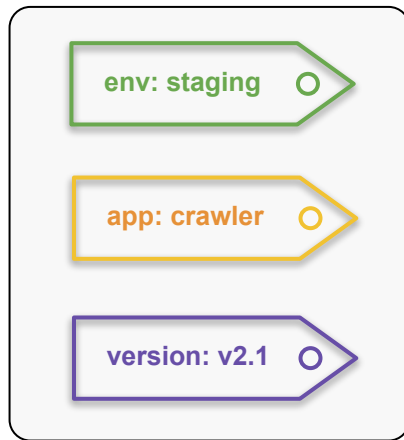 env: staging
app: crawler
version: v2.1